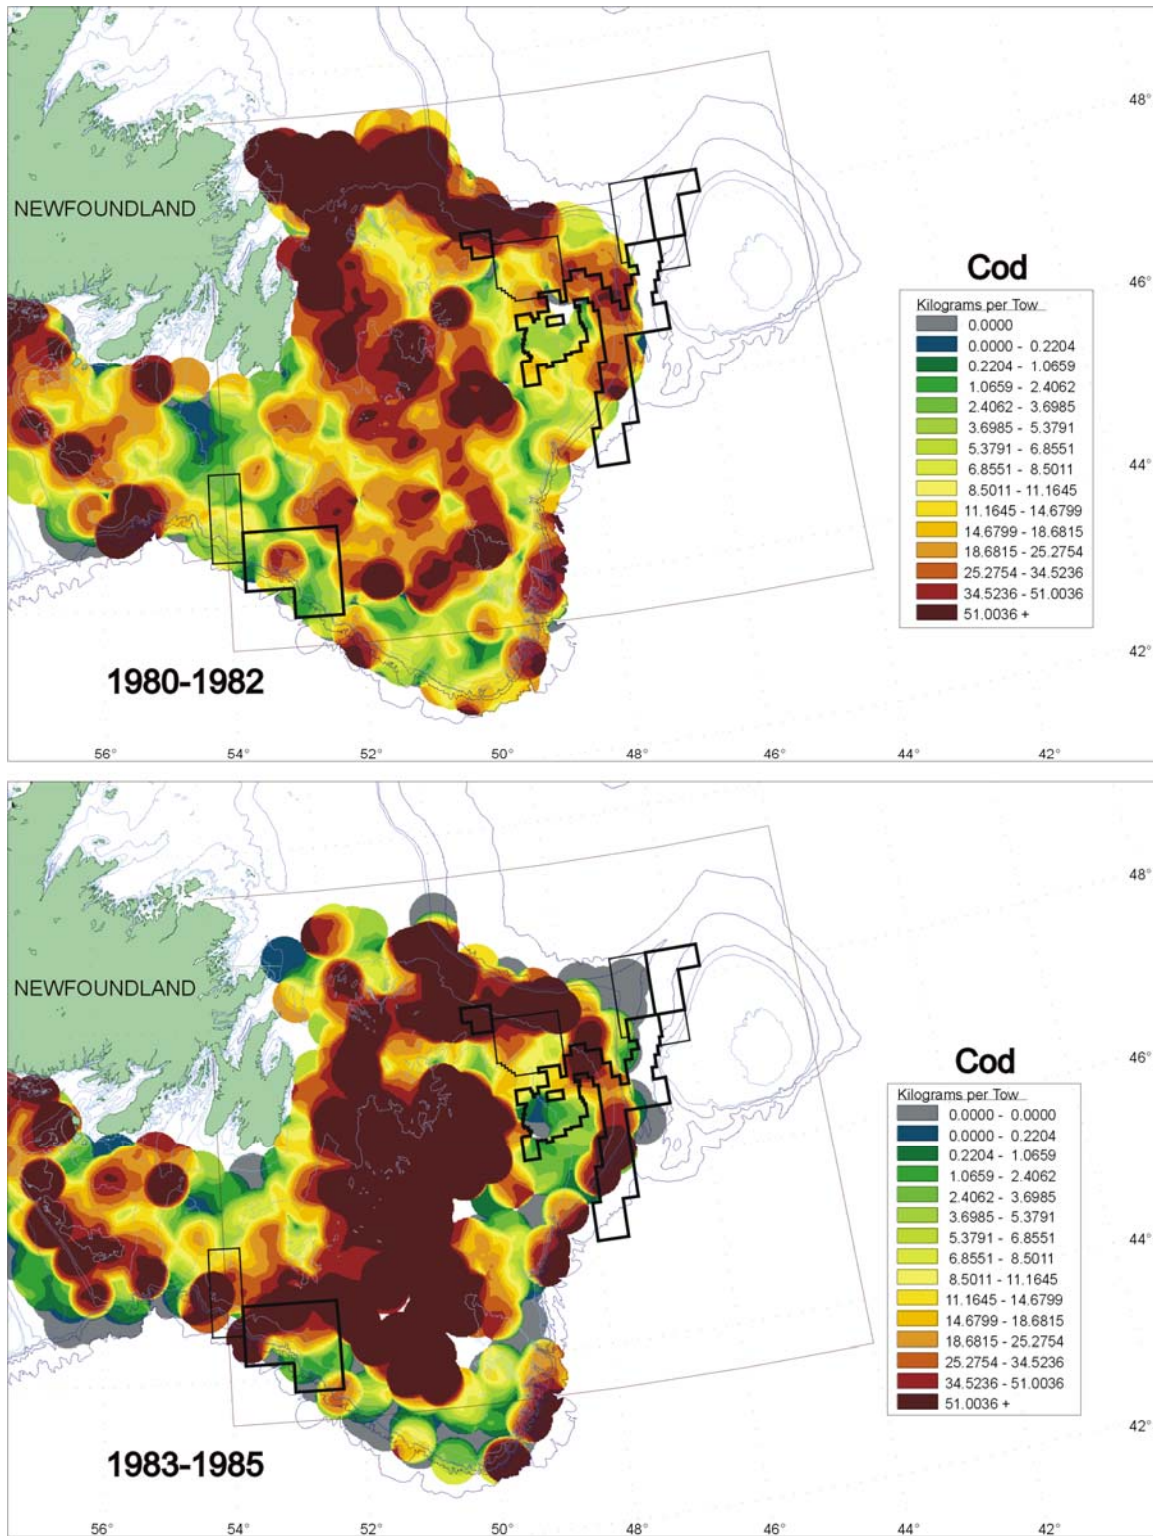 48°
NEWFOUNDLAND
46°
Cod
Kilograms per Tow
0.0000
0.0000 - 0.2204
0.2204 - 1.0659
1.0659 - 2.4062
2.4062 - 3.6985
3.6985 - 5.3791
5.3791 - 6.8551
6.8551 - 8.5011
8.5011 - 11.1645
11.1645 - 14.6799
14.6799 - 18.6815
18.6815 - 25.2754
25.2754 - 34.5236
34.5236 - 51.0036
51.0036 +
44°
42°
1980-1982
56° 54° 52° 50° 48° 46° 44° 42°
48°
NEWFOUNDLAND
46°
Cod
Kilograms per Tow
0.0000 - 0.0000
0.0000 - 0.2204
0.2204 - 1.0659
1.0659 - 2.4062
2.4062 - 3.6985
3.6985 - 5.3791
5.3791 - 6.8551
6.8551 - 8.5011
8.5011 - 11.1645
11.1645 - 14.6799
14.6799 - 18.6815
18.6815 - 25.2754
25.2754 - 34.5236
34.5236 - 51.0036
51.0036 +
44°
42°
1983-1985
56° 54° 52° 50° 48° 46° 44° 42°